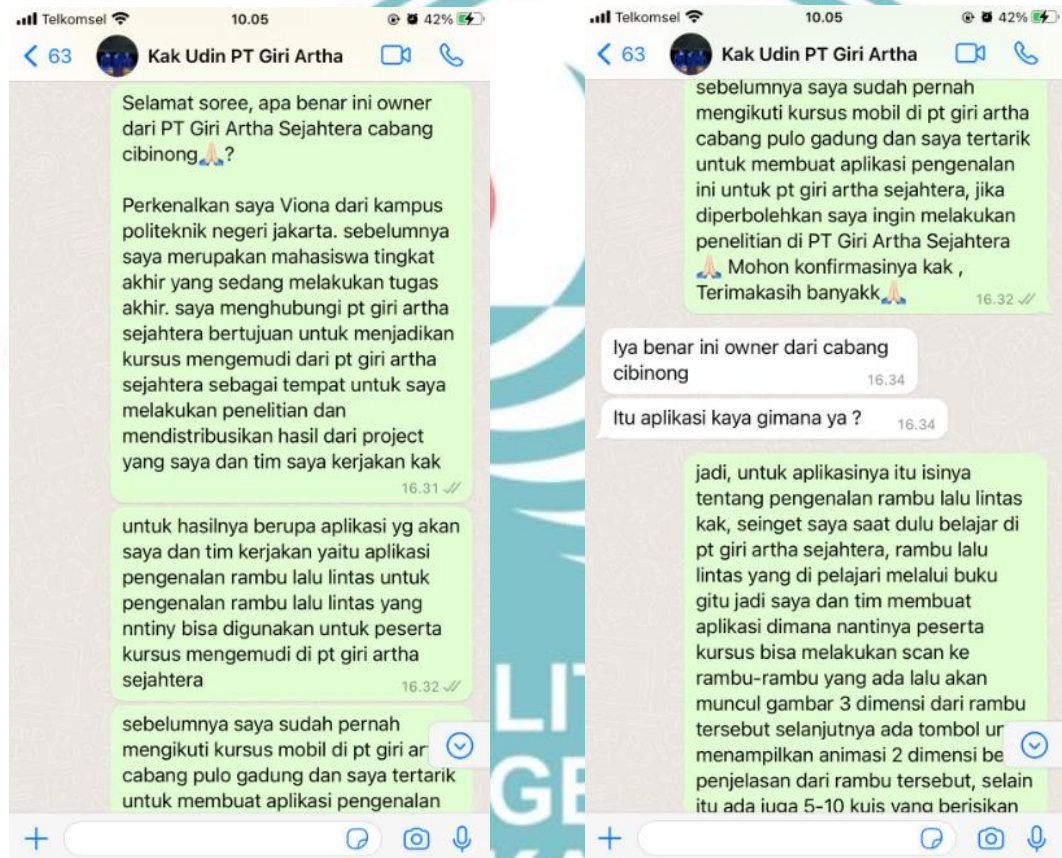 Telkomsel
10.05
42%
63
Kak Udin PT Giri Artha
Selamat soree, apa benar ini owner
dari PT Giri Artha Sejahtera cabang
cibinong🙏🏻?
Perkenalkan saya Viona dari kampus
politeknik negeri jakarta. sebelumnya
saya merupakan mahasiswa tingkat
akhir yang sedang melakukan tugas
akhir. saya menghubungi pt giri artha
sejahtera bertujuan untuk menjadikan
kursus mengemudi dari pt giri artha
sejahtera sebagai tempat untuk saya
melakukan penelitian dan
mendistribusikan hasil dari project
yang saya dan tim saya kerjakan kak
16.31
untuk hasilnya berupa aplikasi yg akan
saya dan tim kerjakan yaitu aplikasi
pengenalan rambu lalu lintas untuk
pengenalan rambu lalu lintas yang
nntiny bisa digunakan untuk peserta
kursus mengemudi di pt giri artha
sejahtera
16.32
sebelumnya saya sudah pernah
mengikuti kursus mobil di pt giri
cabang pulo gadung dan saya tertarik
untuk membuat aplikasi pengenalan
Telkomsel
10.05
42%
63
Kak Udin PT Giri Artha
sebelumnya saya sudah pernah
mengikuti kursus mobil di pt giri artha
cabang pulo gadung dan saya tertarik
untuk membuat aplikasi pengenalan
ini untuk pt giri artha sejahtera, jika
diperbolehkan saya ingin melakukan
penelitian di PT Giri Artha Sejahtera
🙏🏻 Mohon konfirmasinya kak ,
Terimakasih banyakk🙏🏻
16.32
Iya benar ini owner dari cabang
cibinong
16.34
Itu aplikasi kaya gimana ya ?
16.34
jadi, untuk aplikasinya itu isinya
tentang pengenalan rambu lalu lintas
kak, seinget saya saat dulu belajar di
pt giri artha sejahtera, rambu lalu
lintas yang di pelajari melalui buku
gitu jadi saya dan tim membuat
aplikasi dimana nantinya peserta
kursus bisa melakukan scan ke
rambu-rambu yang ada lalu akan
muncul gambar 3 dimensi dari rambu
tersebut selanjutnya ada tombol
menampilkan animasi 2 dimensi
penjelasan dari rambu tersebut, selain
itu ada juga 5-10 kuis yang berisikan